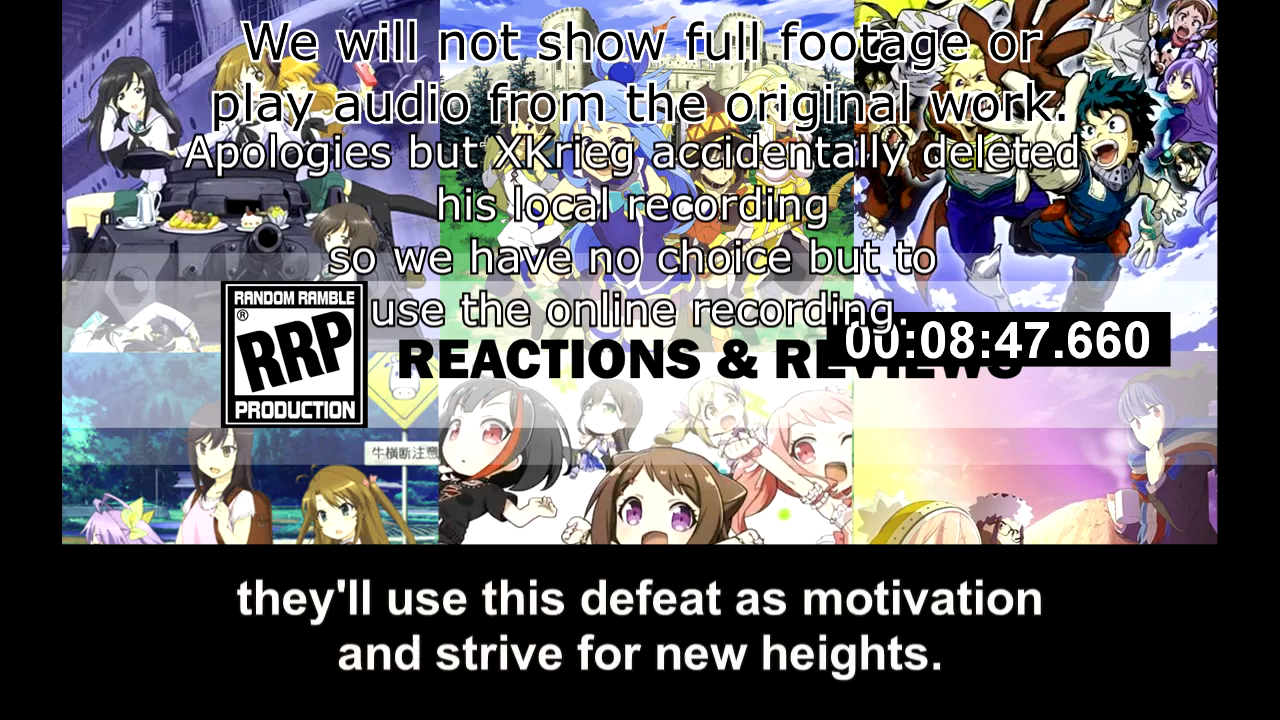 We will not show full footage or
play audio from the original work.
Apologies but XKrieg accidentally deleted
his local recording
so we have no choice but to
use the online recording.
RANDOM RAMBLE
®
RRP
PRODUCTION
REACTIONS & REVIEWS
00:08:47.660
牛横断注意
they'll use this defeat as motivation
and strive for new heights.